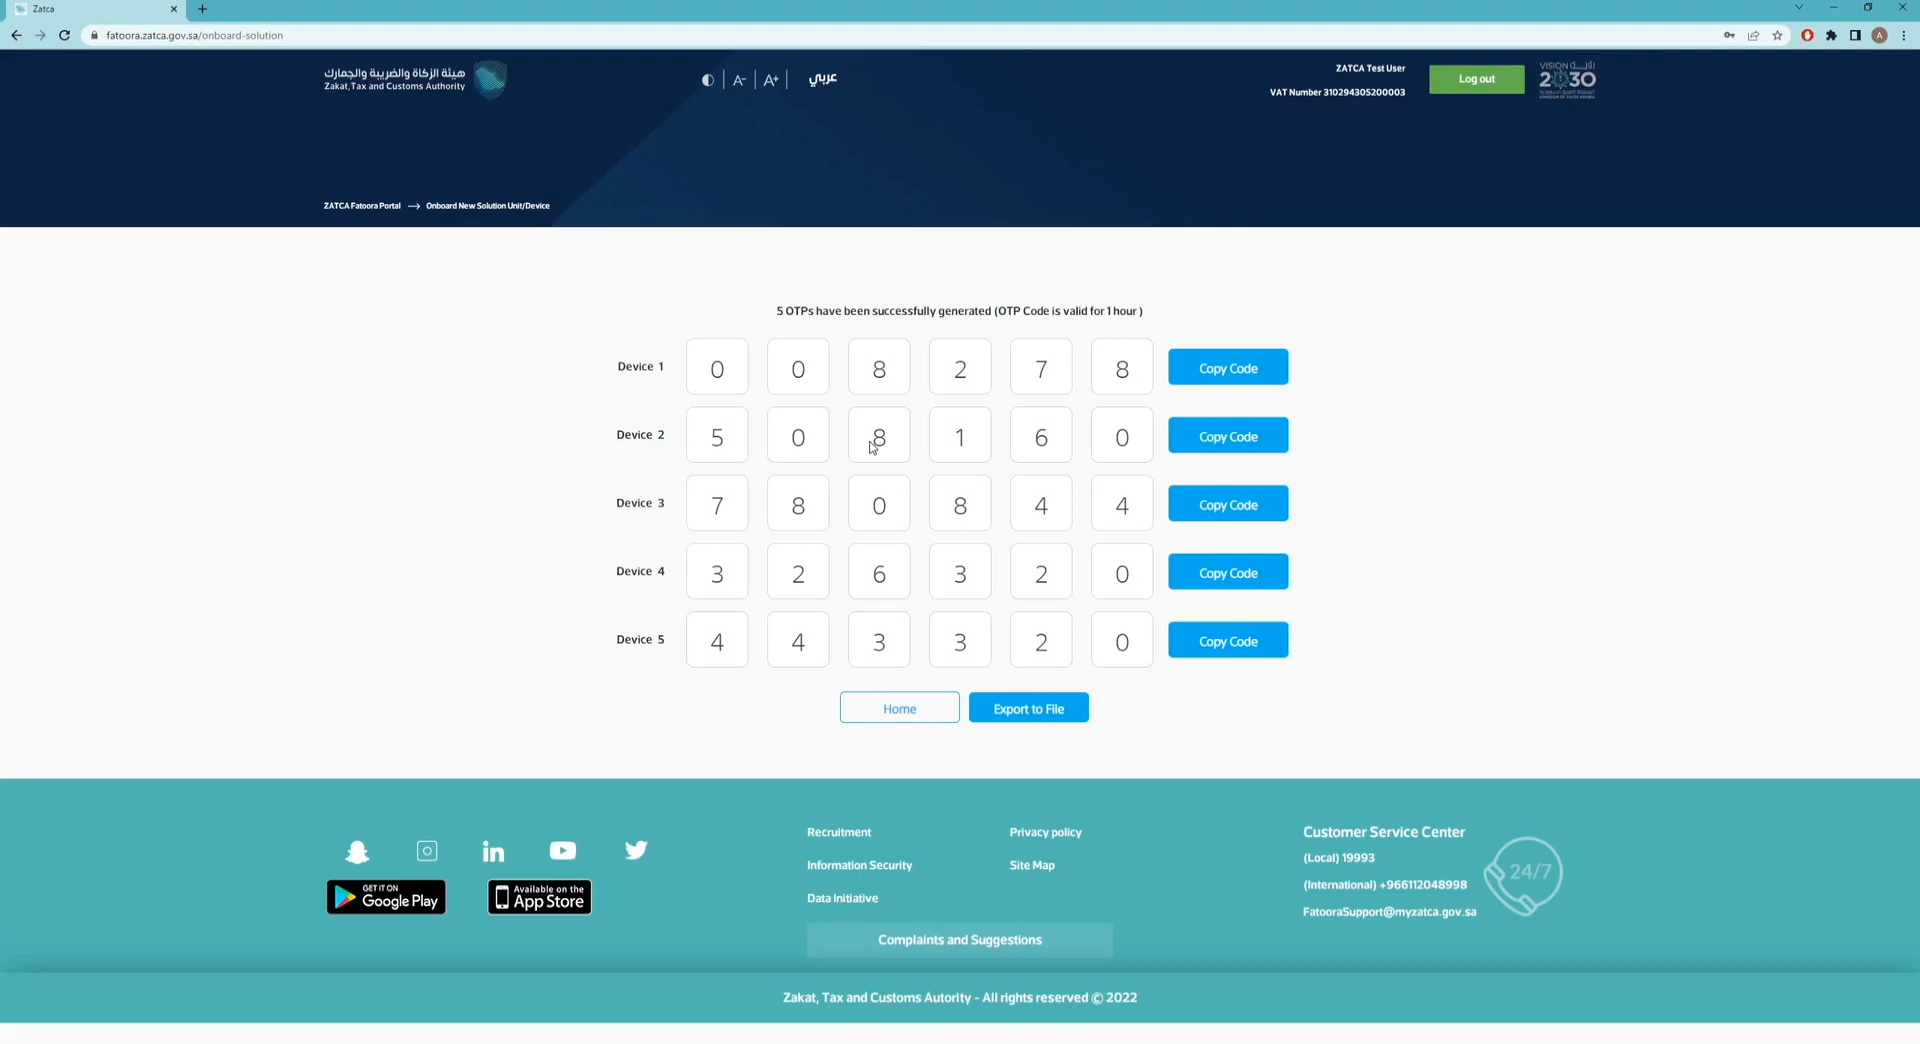 Zatca
fatoora.zatca.gov.sa/onboard-solution
A
هيئة الزكاة والضريبة والجمارك
Zakat, Tax and Customs Authority
A- A+ عربي
ZATCA Test User
VAT Number 310294305200003
Log out
VISION رؤيـــة
2030
ZATCA Fatoora Portal → Onboard New Solution Unit/Device
5 OTPs have been successfully generated (OTP Code is valid for 1 hour )
Device 1 0 0 8 2 7 8 Copy Code
Device 2 5 0 8 1 6 0 Copy Code
Device 3 7 8 0 8 4 4 Copy Code
Device 4 3 2 6 3 2 0 Copy Code
Device 5 4 4 3 3 2 0 Copy Code
Home Export to File
Recruitment Privacy policy
Information Security Site Map
Data Initiative
Complaints and Suggestions
in
GET IT ON
Google Play
Available on the
App Store
Customer Service Center
(Local) 19993
(International) +966112048998
FatooraSupport@myzatca.gov.sa
24/7
Zakat, Tax and Customs Autority - All rights reserved © 2022